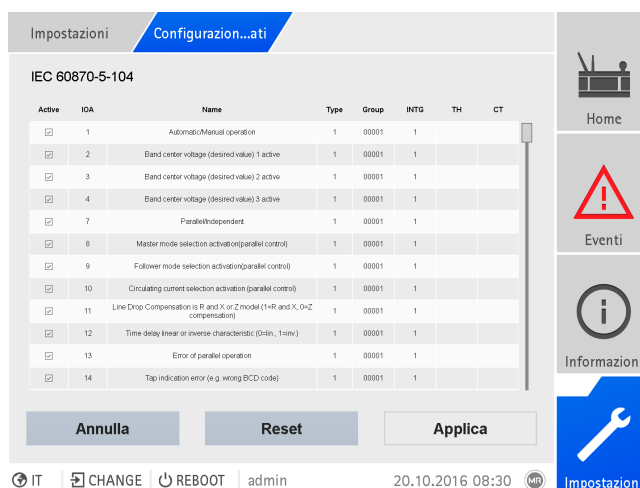 Impostazioni Configurazion...ati
IEC 60870-5-104
Active IOA Name Type Group INTG TH CT
1 Automatic/Manual operation 1 00001 1
2 Band center voltage (desired value) 1 active 1 00001 1
3 Band center voltage (desired value) 2 active 1 00001 1
4 Band center voltage (desired value) 3 active 1 00001 1
7 Parallel/Independent 1 00001 1
8 Master mode selection activation(parallel control) 1 00001 1
9 Follower mode selection activation(parallel control) 1 00001 1
10 Circulating current selection activation (parallel control) 1 00001 1
11 Line Drop Compensation is R and X or Z model (1=R and X, 0=Z compensation) 1 00001 1
12 Time delay linear or inverse characteristic (0=lin., 1=inv.) 1 00001 1
13 Error of parallel operation 1 00001 1
14 Tap indication error (e.g. wrong BCD code) 1 00001 1
Annulla Reset Applica
IT CHANGE REBOOT admin 20.10.2016 08:30 MR
Home
Eventi
Informazion
Impostazion